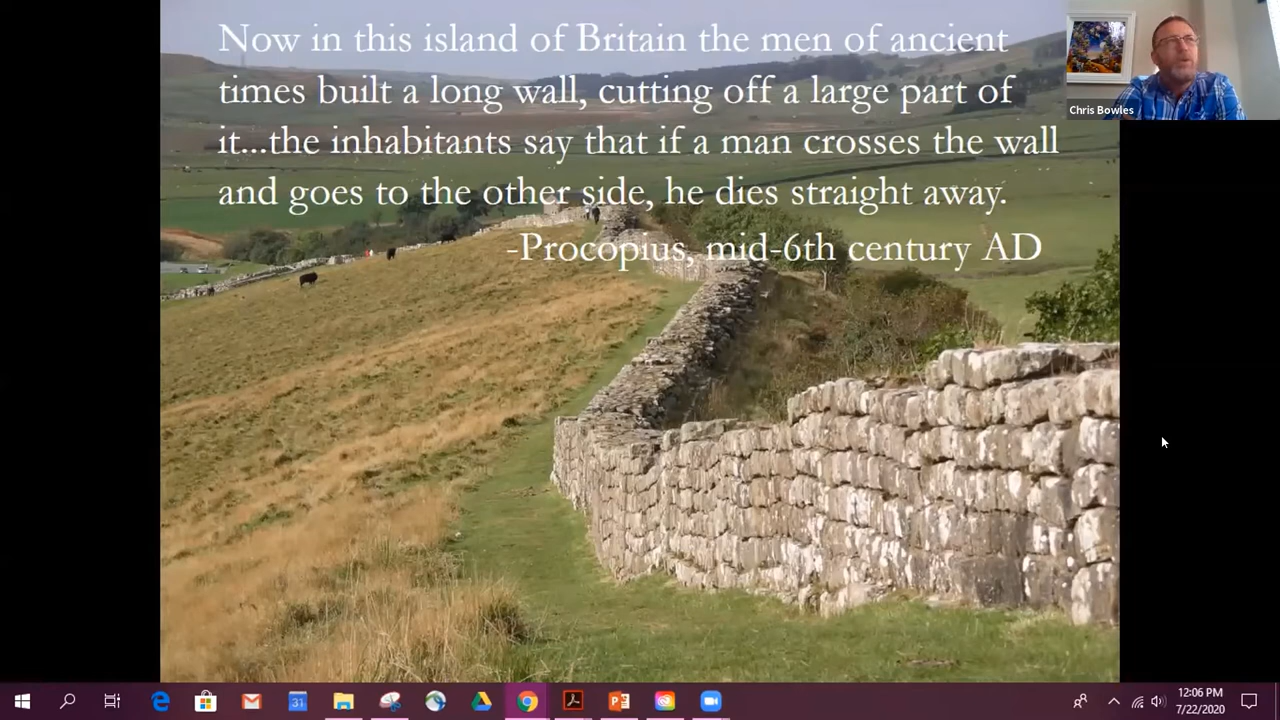 Now in this island of Britain the men of ancient
times built a long wall, cutting off a large part of
it...the inhabitants say that if a man crosses the wall
and goes to the other side, he dies straight away.
-Procopius, mid-6th century AD
Chris Bowles
31
12:06 PM
7/22/2020